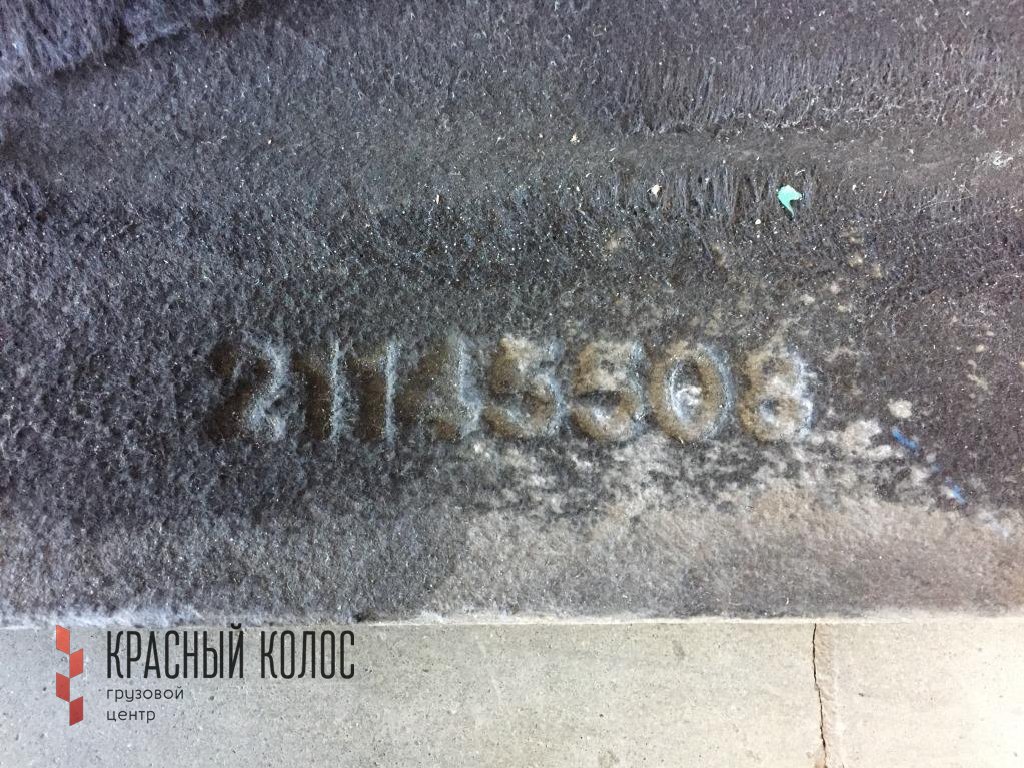 21145508
КРАСНЫЙ КОЛОС
грузовой
центр